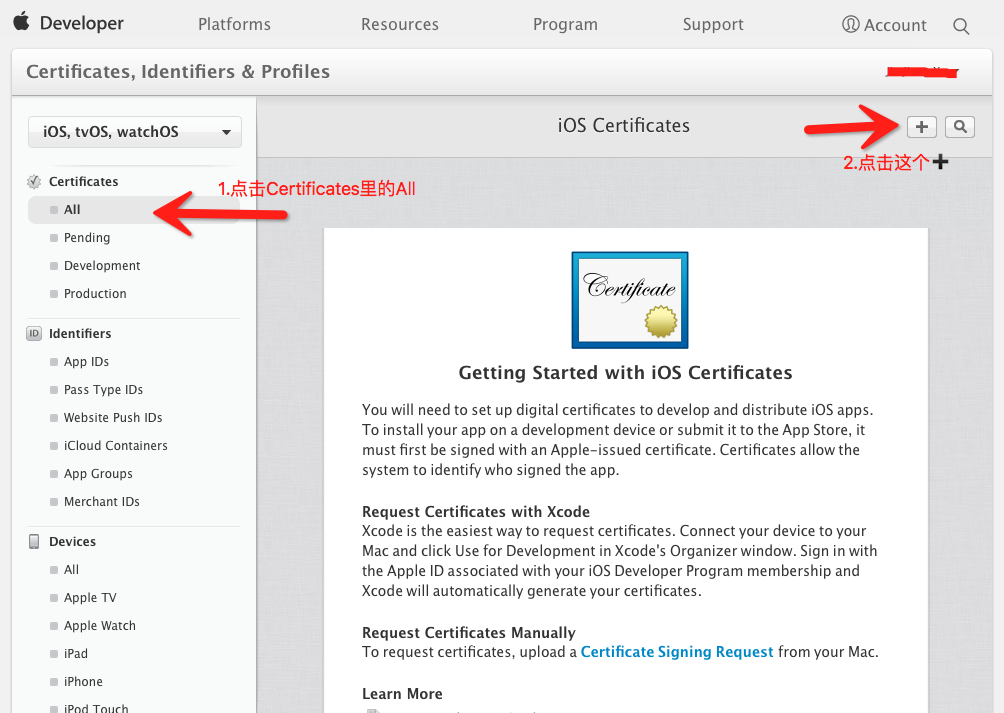 Developer
Platforms
Resources
Program
Support
Account
Certificates, Identifiers & Profiles
iOS, tvOS, watchOS
iOS Certificates
2.点击这个+
Certificates
1.点击Certificates里的All
All
Pending
Development
Production
ID Identifiers
App IDs
Pass Type IDs
Website Push IDs
iCloud Containers
App Groups
Merchant IDs
Devices
All
Apple TV
Apple Watch
iPad
iPhone
iPod Touch
Certificate
Getting Started with iOS Certificates
You will need to set up digital certificates to develop and distribute iOS apps.
To install your app on a development device or submit it to the App Store, it
must first be signed with an Apple-issued certificate. Certificates allow the
system to identify who signed the app.
Request Certificates with Xcode
Xcode is the easiest way to request certificates. Connect your device to your
Mac and click Use for Development in Xcode's Organizer window. Sign in with
the Apple ID associated with your iOS Developer Program membership and
Xcode will automatically generate your certificates.
Request Certificates Manually
To request certificates, upload a Certificate Signing Request from your Mac.
Learn More